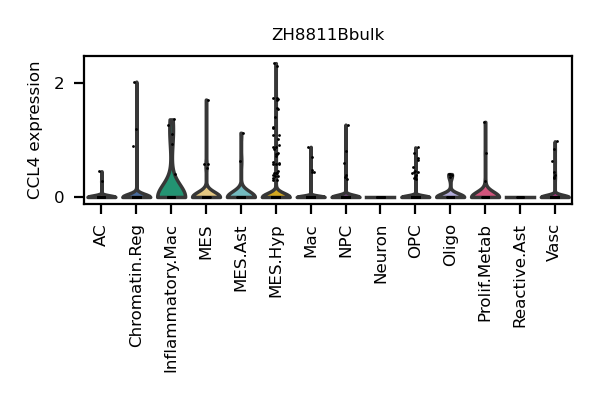 ZH8811Bbulk
CCL4 expression
2
0
AC
Chromatin.Reg
Inflammatory.Mac
MES
MES.Ast
MES.Hyp
Mac
NPC
Neuron
OPC
Oligo
Prolif.Metab
Reactive.Ast
Vasc